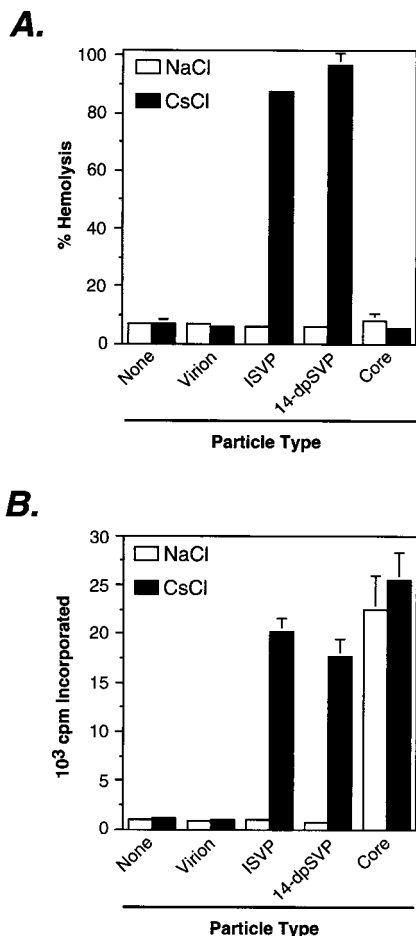 A.
100
80
60
40
20
0
% Hemolysis
NaCl
CsCl
None
Virion
ISVP
14-dpSVP
Core
Particle Type
B.
30
25
20
15
10
5
0
10³ cpm Incorporated
NaCl
CsCl
None
Virion
ISVP
14-dpSVP
Core
Particle Type